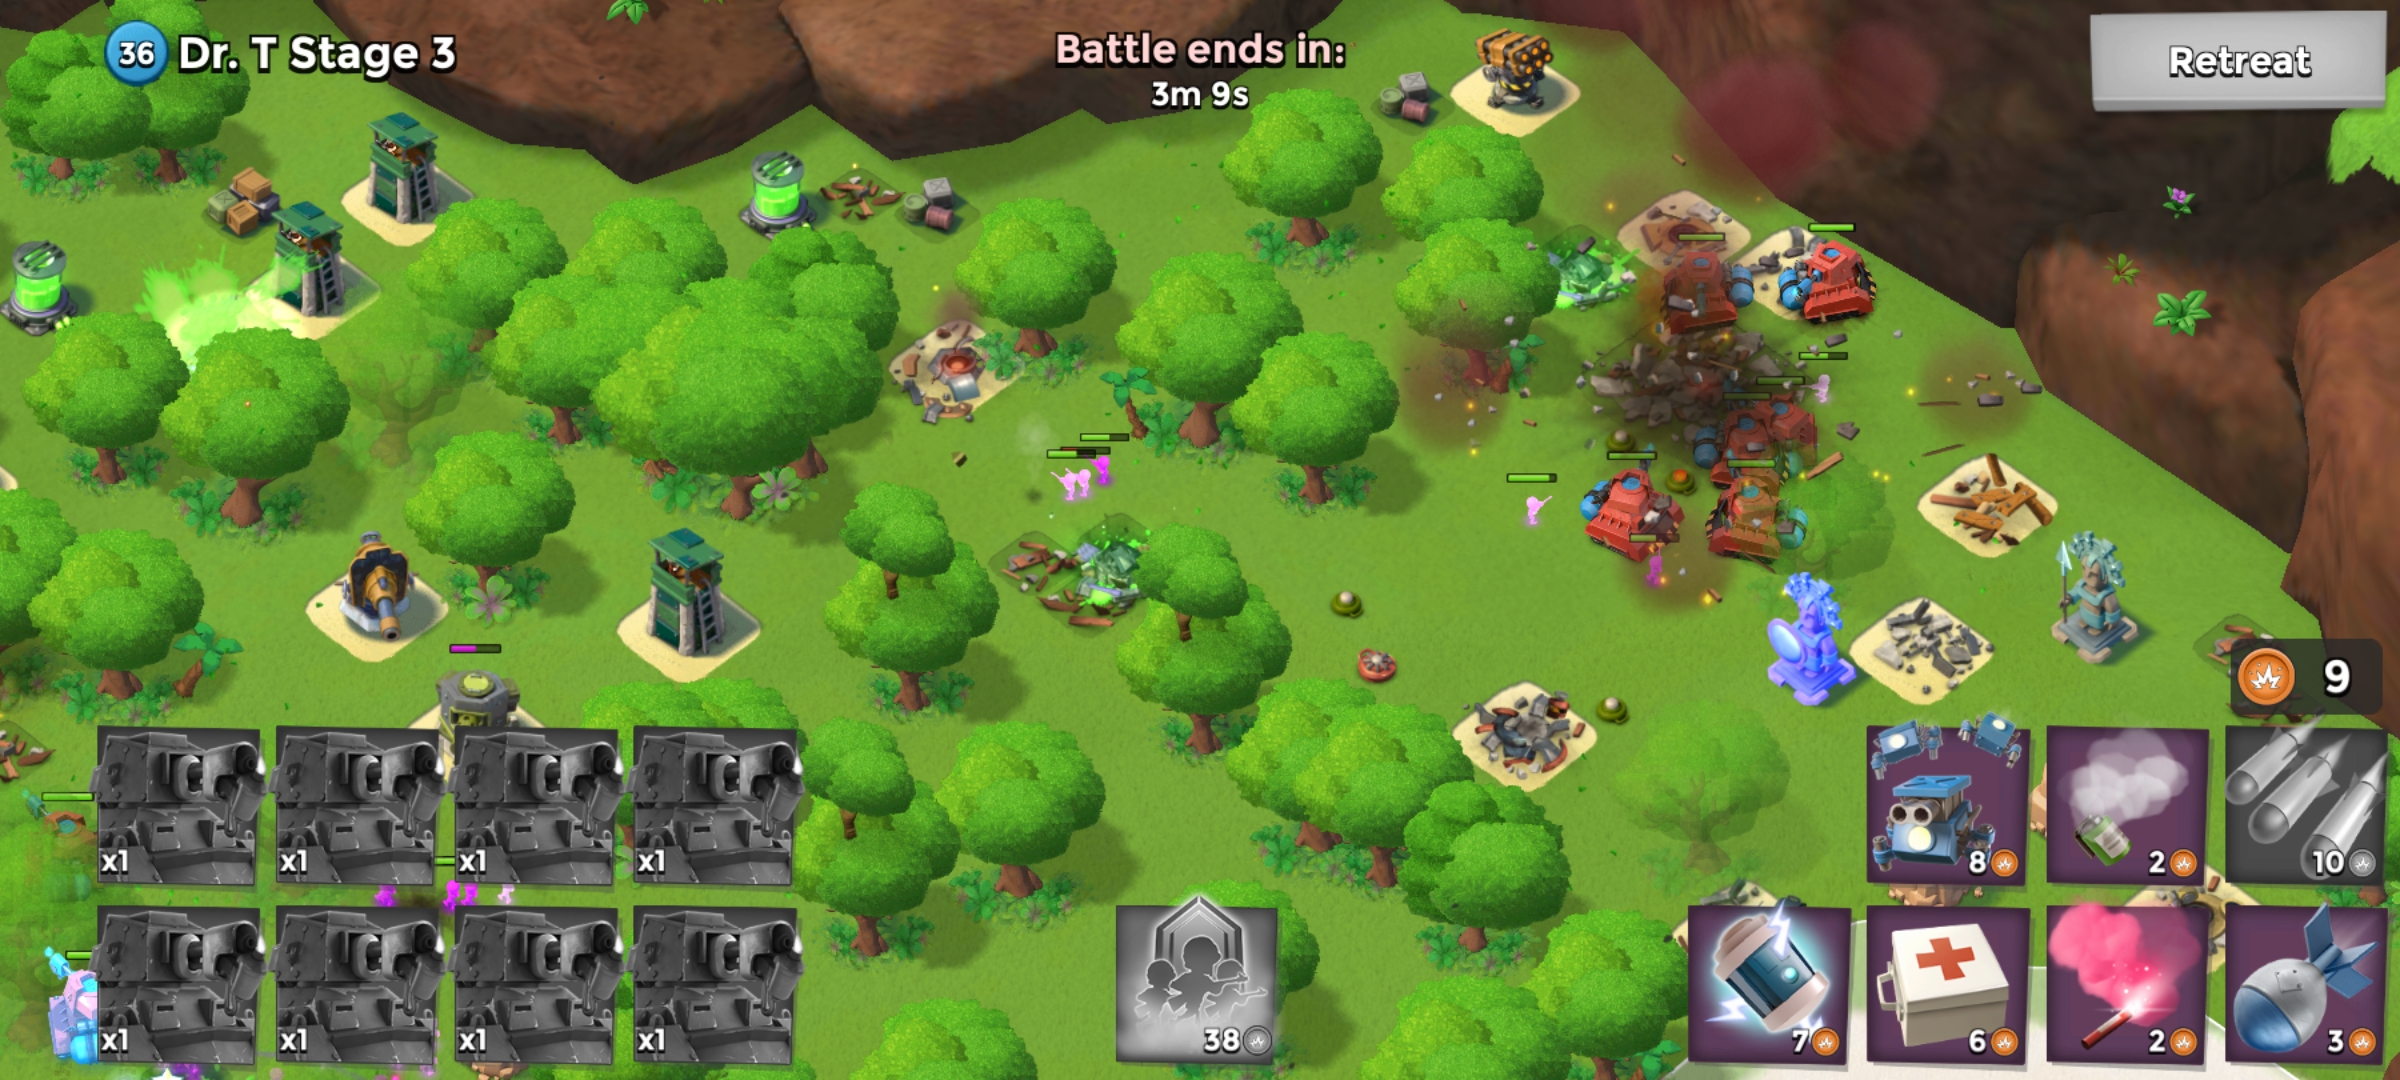 36 Dr. T Stage 3
Battle ends in:
3m 9s
Retreat
9
x1
x1
x1
x1
8
2
10
x1
x1
x1
x1
38
7
6
2
3